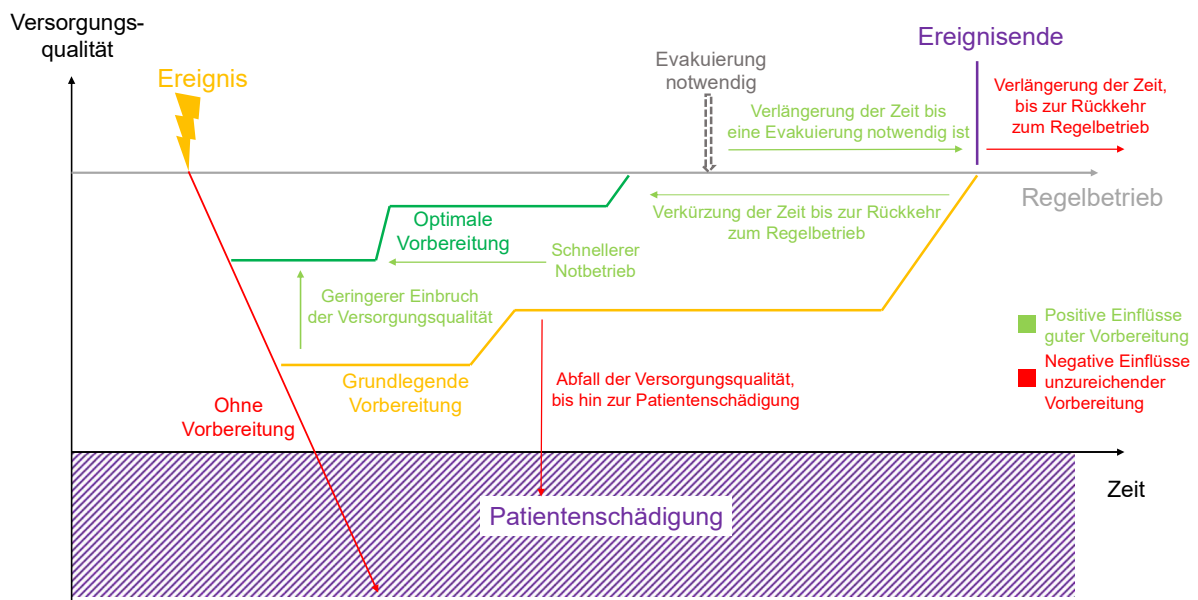 Versorgungs-
qualität
Ereignis
Evakuierung
notwendig
Ereignisende
Verlängerung der Zeit bis
eine Evakuierung notwendig ist
Verlängerung der Zeit,
bis zur Rückkehr
zum Regelbetrieb
Regelbetrieb
Optimale
Vorbereitung
Verkürzung der Zeit bis zur Rückkehr
zum Regelbetrieb
Schnellerer
Notbetrieb
Geringerer Einbruch
der Versorgungsqualität
Positive Einflüsse
guter Vorbereitung
Negative Einflüsse
unzureichender
Vorbereitung
Grundlegende
Vorbereitung
Abfall der Versorgungsqualität,
bis hin zur Patientenschädigung
Ohne
Vorbereitung
Zeit
Patientenschädigung